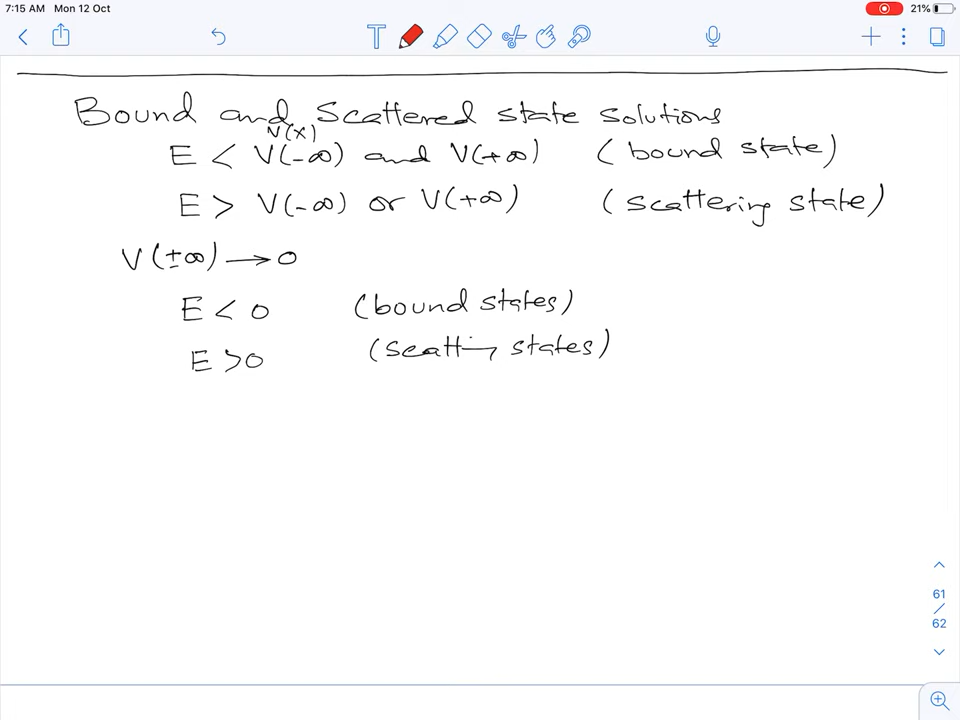 7:15 AM Mon 12 Oct 21%
T
Bound and Scattered state solutions
V(x)
E < V(-∞) and V(+∞) (bound state)
E > V(-∞) or V(+∞) (scattering state)
V(±∞) → 0
E < 0 (bound states)
E > 0 (scatting states)
61
/
62